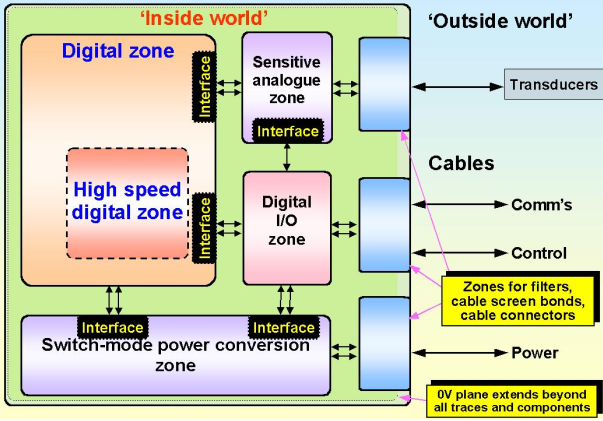 ‘Inside world’
‘Outside world’
Digital zone
Interface
Sensitive
analogue
zone
Interface
Transducers
High speed
digital zone
Interface
Digital
I/O
zone
Cables
Comm's
Control
Zones for filters,
cable screen bonds,
cable connectors
Interface
Interface
Switch-mode power conversion
zone
Power
0V plane extends beyond
all traces and components